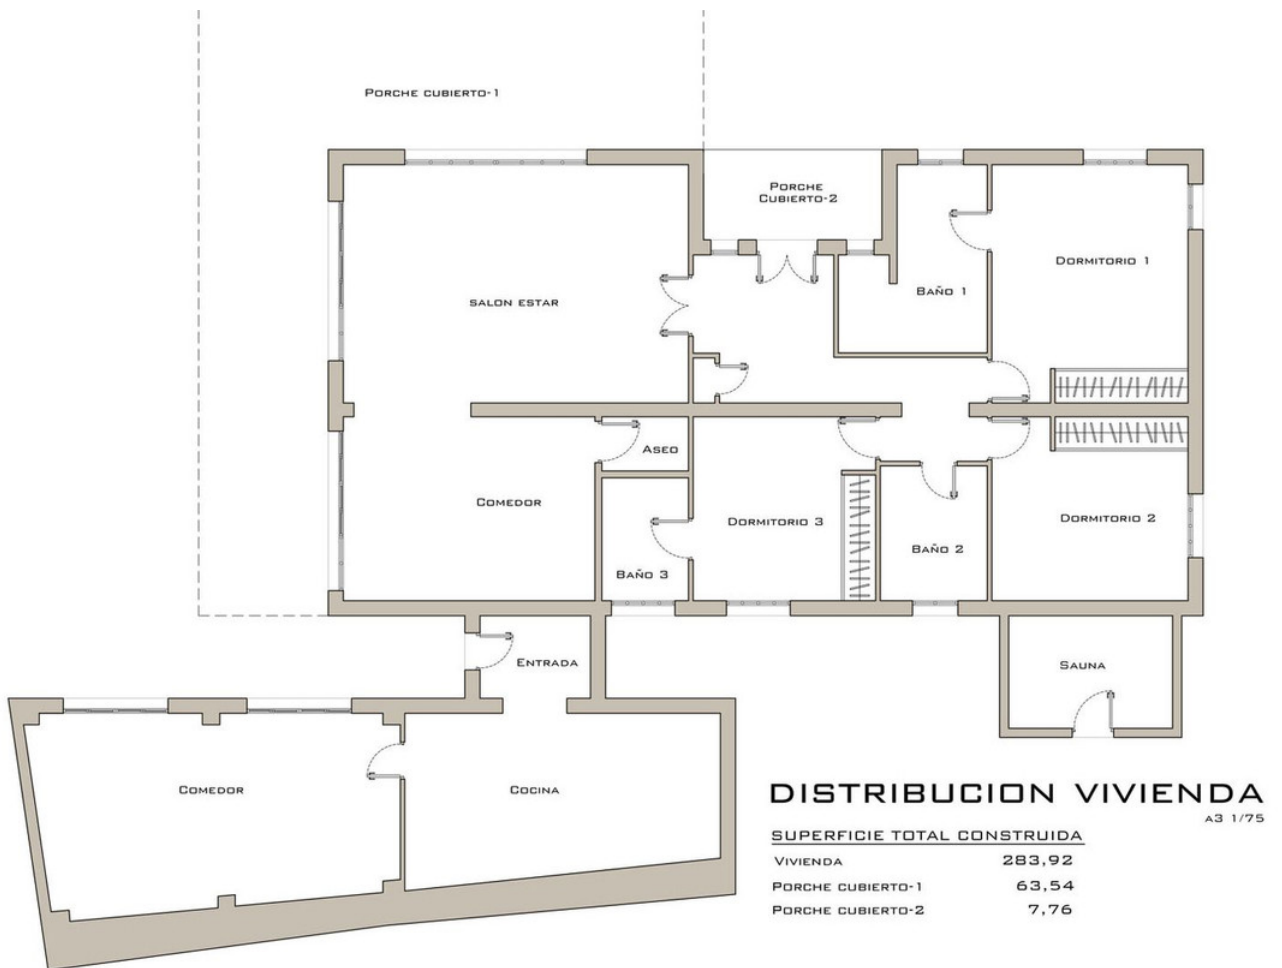 PORCHE CUBIERTO-1
PORCHE
CUBIERTO-2
DORMITORIO 1
BAÑO 1
SALON ESTAR
ASEO
COMEDOR
DORMITORIO 3
DORMITORIO 2
BAÑO 2
BAÑO 3
ENTRADA
SAUNA
COMEDOR
COCINA
DISTRIBUCION VIVIENDA
A3 1/75
SUPERFICIE TOTAL CONSTRUIDA
VIVIENDA 283,92
PORCHE CUBIERTO-1 63,54
PORCHE CUBIERTO-2 7,76